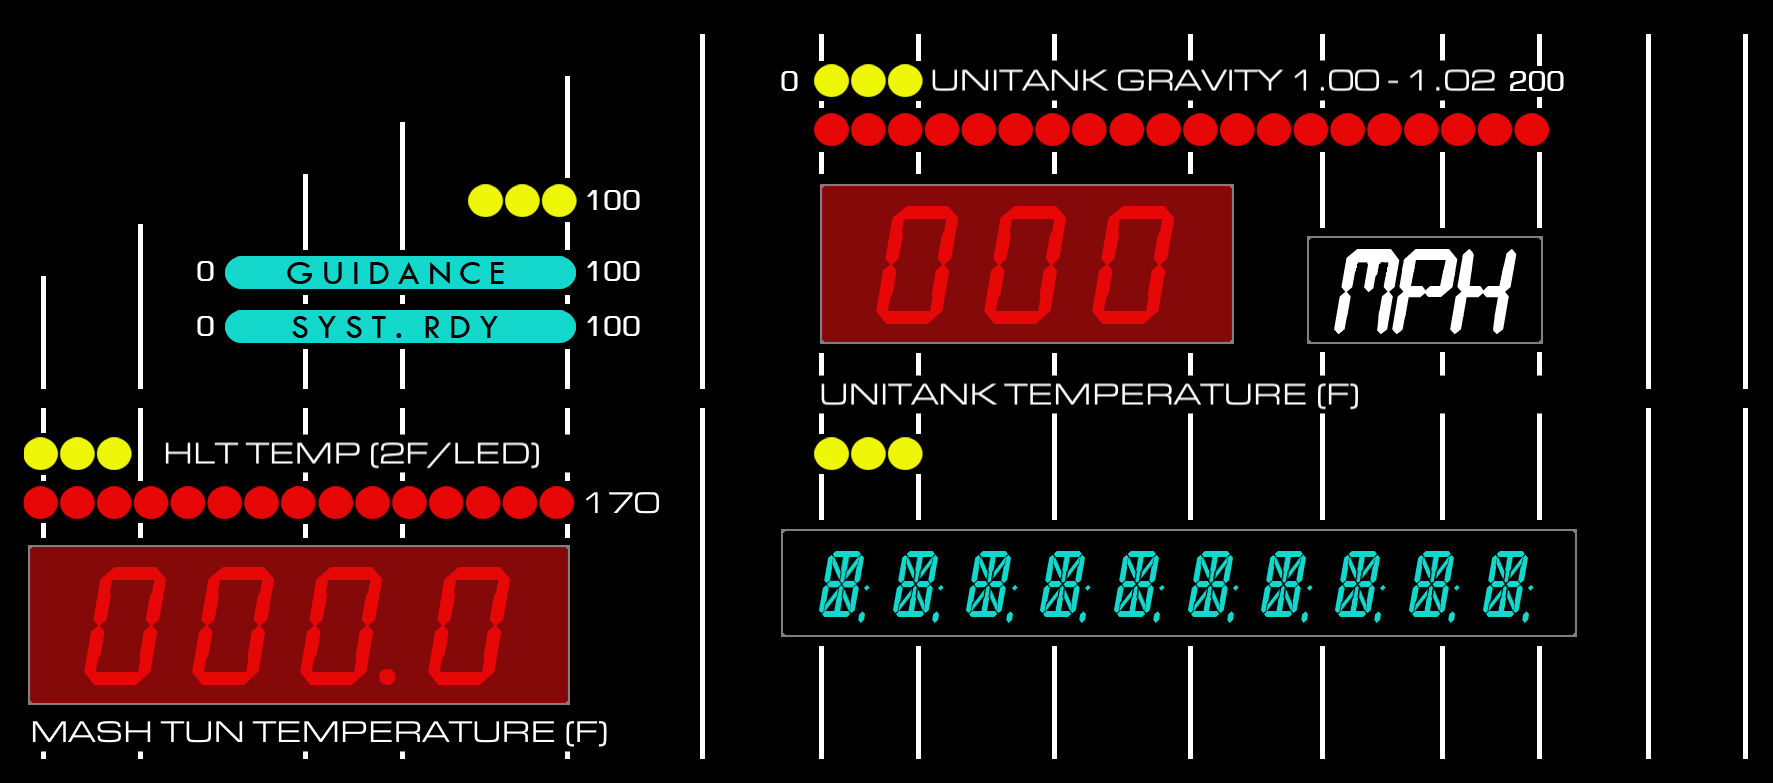 100
0 GUIDANCE 100
0 SYST. RDY 100
HLT TEMP (2F/LED)
170
000.0
MASH TUN TEMPERATURE (F)
0 UNITANK GRAVITY 1.00 - 1.02 200
000
MPH
UNITANK TEMPERATURE (F)